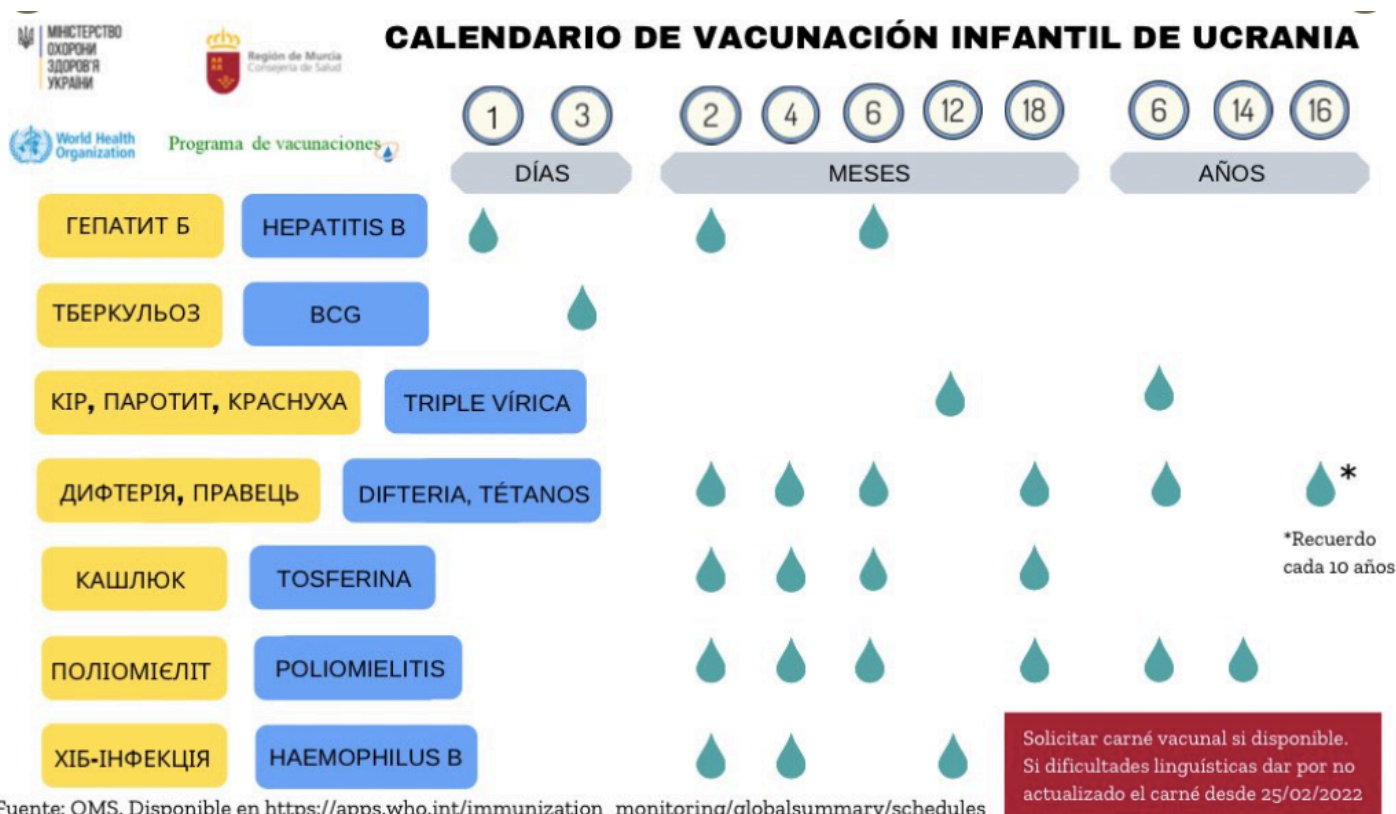 МІНІСТЕРСТВО
ОХОРОНИ
ЗДОРОВ'Я
УКРАЇНИ
Región de Murcia
Consejería de Salud
CALENDARIO DE VACUNACIÓN INFANTIL DE UCRANIA
World Health
Organization
Programa de vacunaciones
1 3 2 4 6 12 18 6 14 16
DÍAS MESES AÑOS
ГЕПАТИТ Б HEPATITIS B
ТБЕРКУЛЬОЗ BCG
КІР, ПАРОТИТ, КРАСНУХА TRIPLE VÍRICA
ДИФТЕРІЯ, ПРАВЕЦЬ DIFTERIA, TÉTANOS *
*Recuerdo
cada 10 años
КАШЛЮК TOSFERINA
ПОЛІОМІЄЛІТ POLIOMIELITIS
ХІБ-ІНФЕКЦІЯ HAEMOPHILUS B
Solicitar carné vacunal si disponible.
Si dificultades linguísticas dar por no
actualizado el carné desde 25/02/2022
Fuente: OMS. Disponible en https://apps.who.int/immunization_monitoring/globalsummary/schedules